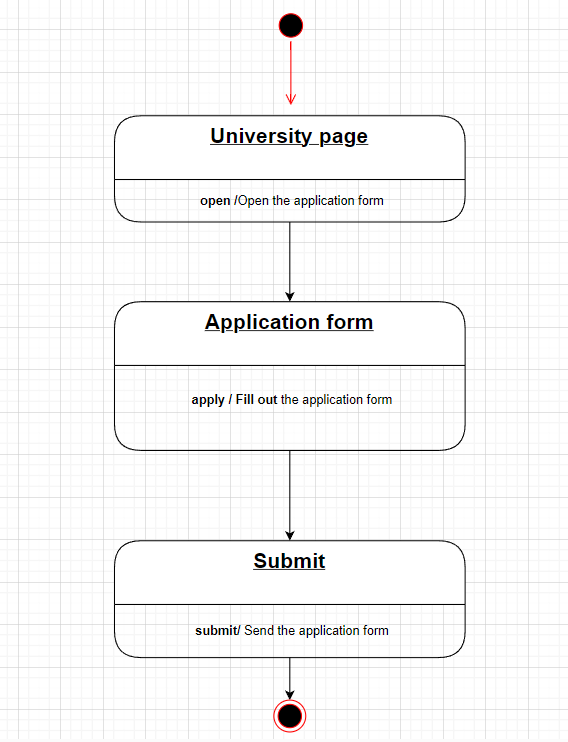 University page
open /Open the application form
Application form
apply / Fill out the application form
Submit
submit/ Send the application form